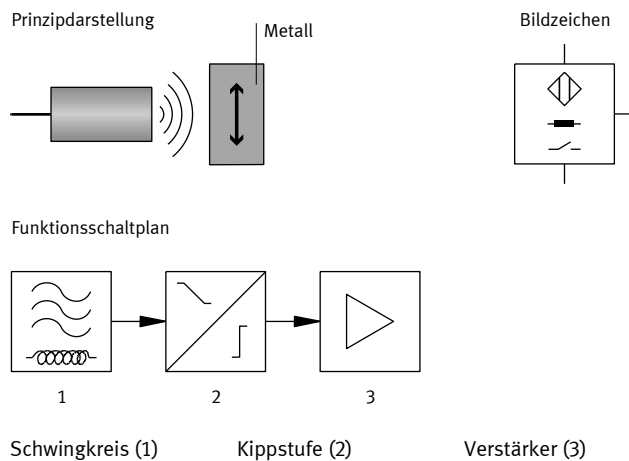 Prinzipdarstellung
Metall
Bildzeichen
Funktionsschaltplan
1 2 3
Schwingkreis (1) Kippstufe (2) Verstärker (3)